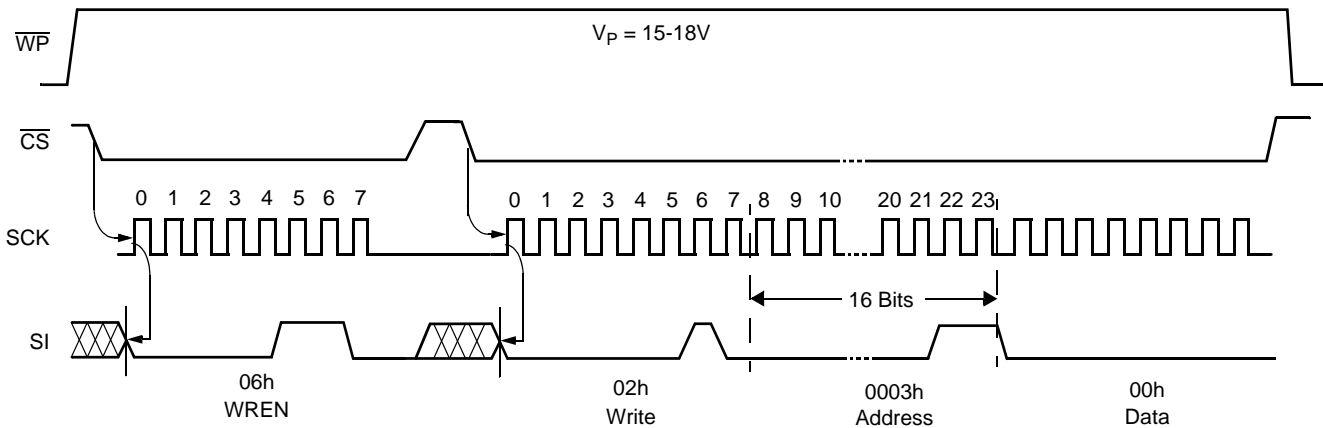 WP
V_P = 15-18V
CS
0 1 2 3 4 5 6 7
0 1 2 3 4 5 6 7 8 9 10 20 21 22 23
SCK
16 Bits
SI
06h
WREN
02h
Write
0003h
Address
00h
Data